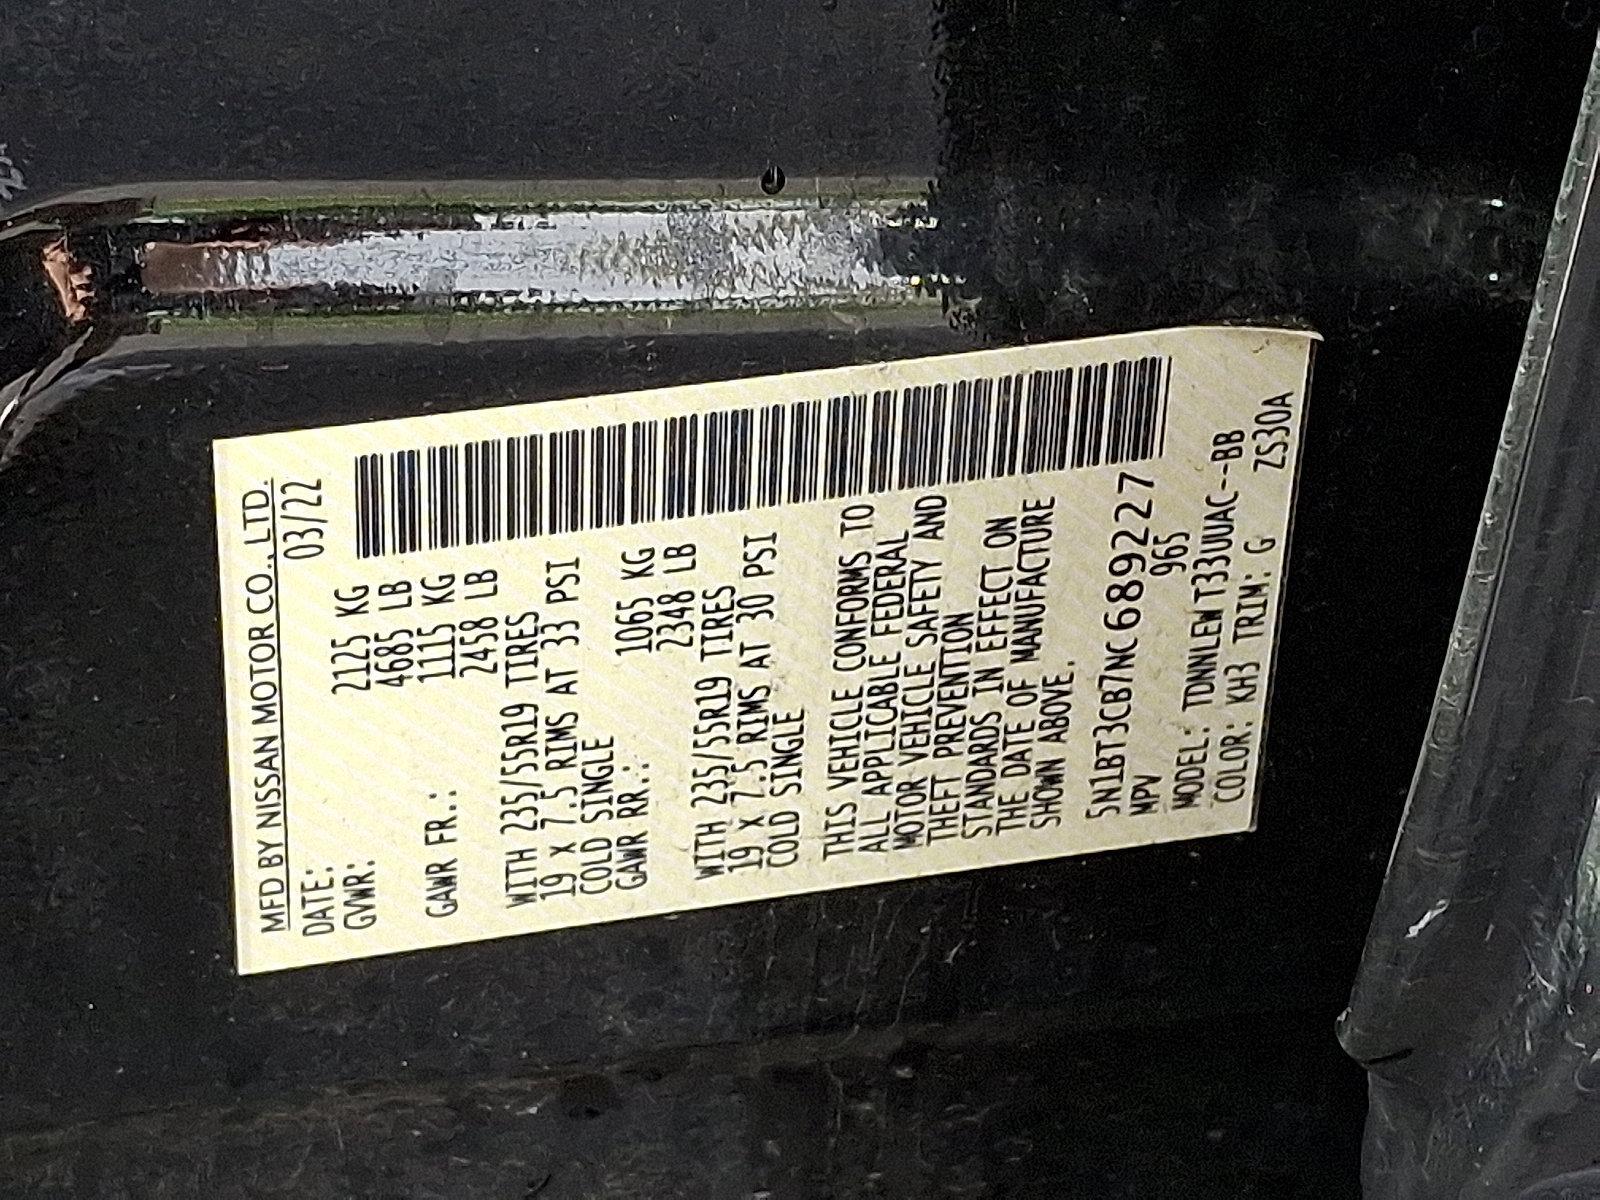 MFD BY NISSAN MOTOR CO., LTD.
DATE: 03/22
GVWR: 2125 KG
4685 LB
GAWR FR.: 1115 KG
2458 LB
WITH 235/55R19 TIRES
19 X 7.5 RIMS AT 33 PSI
COLD SINGLE
GAWR RR.: 1065 KG
2348 LB
WITH 235/55R19 TIRES
19 X 7.5 RIMS AT 30 PSI
COLD SINGLE
THIS VEHICLE CONFORMS TO
ALL APPLICABLE FEDERAL
MOTOR VEHICLE SAFETY AND
THEFT PREVENTION
STANDARDS IN EFFECT ON
THE DATE OF MANUFACTURE
SHOWN ABOVE.
5N1BT3CB7NC689227
MPV 965
MODEL: TDNNLEW T33UUAC--BB
COLOR: KH3 TRIM: G ZS30A